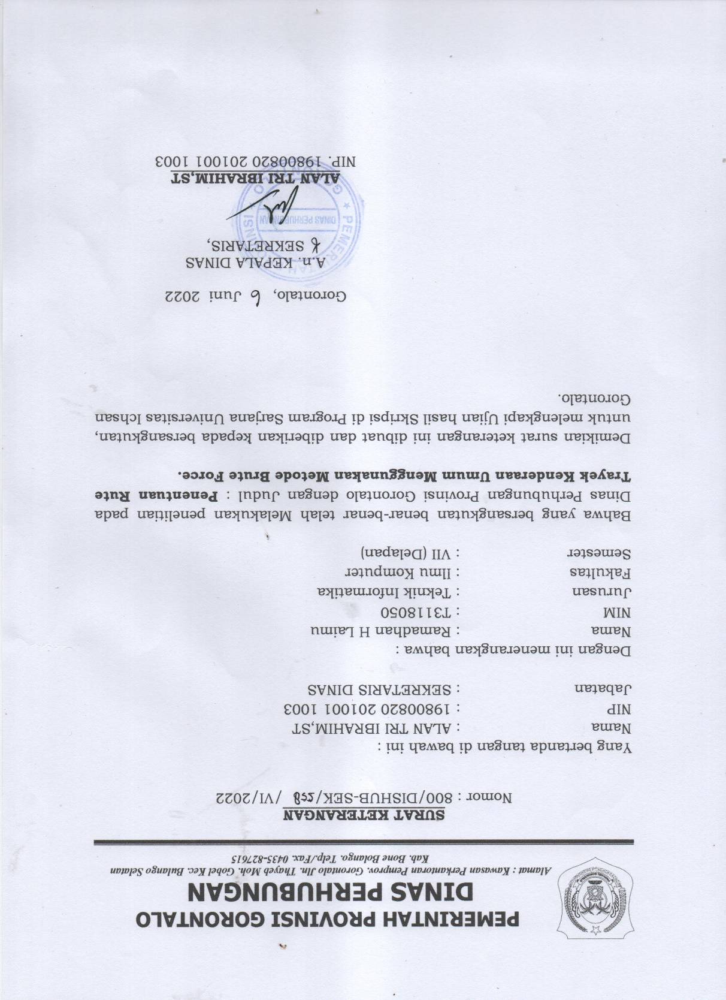 PEMERINTAH PROVINSI GORONTALO
DINAS PERHUBUNGAN
Alamat : Kawasan Perkantoran Pemprov. Gorontalo Jln. Thayeb Moh. Gobel Kec. Bulango Selatan
Kab. Bone Bolango. Telp./Fax. 0435-827615
SURAT KETERANGAN
Nomor : 800/DISHUB-SEK/855 /VI/2022
Yang bertanda tangan di bawah ini :
Nama : ALAN TRI IBRAHIM,ST
NIP : 19800820 201001 1003
Jabatan : SEKRETARIS DINAS
Dengan ini menerangkan bahwa :
Nama : Ramadhan H Laimu
NIM : T3118050
Jurusan : Teknik Informatika
Fakultas : Ilmu Komputer
Semester : VII (Delapan)
Bahwa yang bersangkutan benar-benar telah Melakukan penelitian pada
Dinas Perhubungan Provinsi Gorontalo dengan Judul : Penentuan Rute
Trayek Kenderaan Umum Menggunakan Metode Brute Force.
Demikian surat keterangan ini dibuat dan diberikan kepada bersangkutan,
untuk melengkapi Ujian hasil Skripsi di Program Sarjana Universitas Ichsan
Gorontalo.
Gorontalo, 6 Juni 2022
A.n. KEPALA DINAS
SEKRETARIS,
PEMERINTAH PROVINSI
DINAS PERHUBUNGAN
GORONTALO
ALAN TRI IBRAHIM,ST
NIP. 19800820 201001 1003